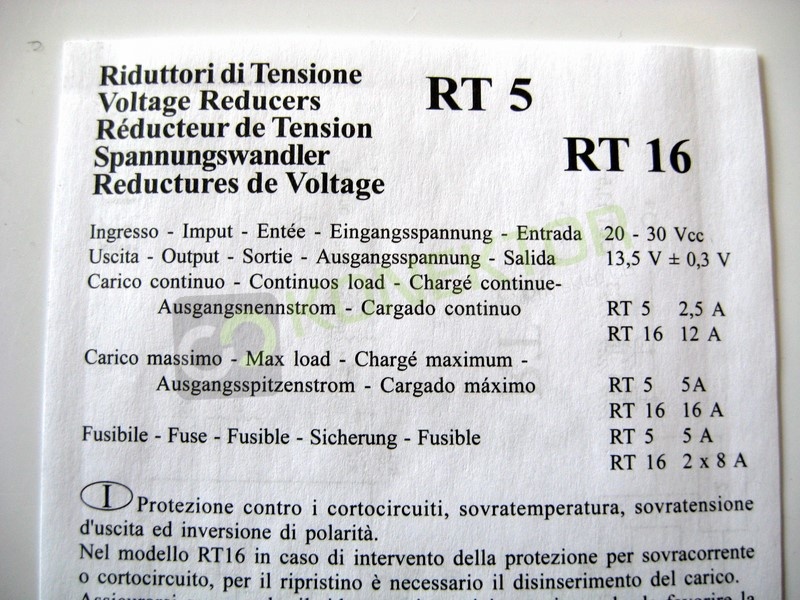 Riduttori di Tensione
Voltage Reducers
Réducteur de Tension
Spannungswandler
Reductures de Voltage
RT 5
RT 16
Ingresso - Imput - Entée - Eingangsspannung - Entrada 20 - 30 Vcc
Uscita - Output - Sortie - Ausgangsspannung - Salida 13,5 V ± 0,3 V
Carico continuo - Continuos load - Chargé continue-
Ausgangsnennstrom - Cargado continuo RT 5 2,5 A
RT 16 12 A
Carico massimo - Max load - Chargé maximum -
Ausgangsspitzenstrom - Cargado máximo RT 5 5A
RT 16 16 A
Fusibile - Fuse - Fusible - Sicherung - Fusible RT 5 5 A
RT 16 2 x 8 A
I Protezione contro i cortocircuiti, sovratemperatura, sovratensione
d'uscita ed inversione di polarità.
Nel modello RT16 in caso di intervento della protezione per sovracorrente
o cortocircuito, per il ripristino è necessario il disinserimento del carico.
KONEKTOR